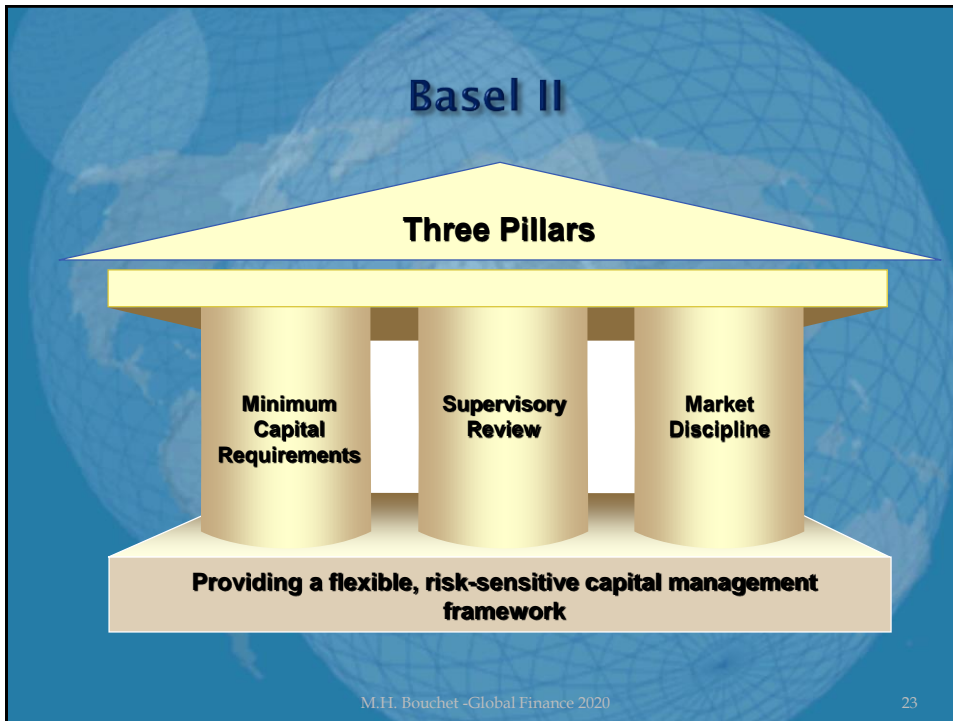 Basel II
Three Pillars
Minimum
Capital
Requirements
Supervisory
Review
Market
Discipline
Providing a flexible, risk-sensitive capital management
framework
M.H. Bouchet -Global Finance 2020
23